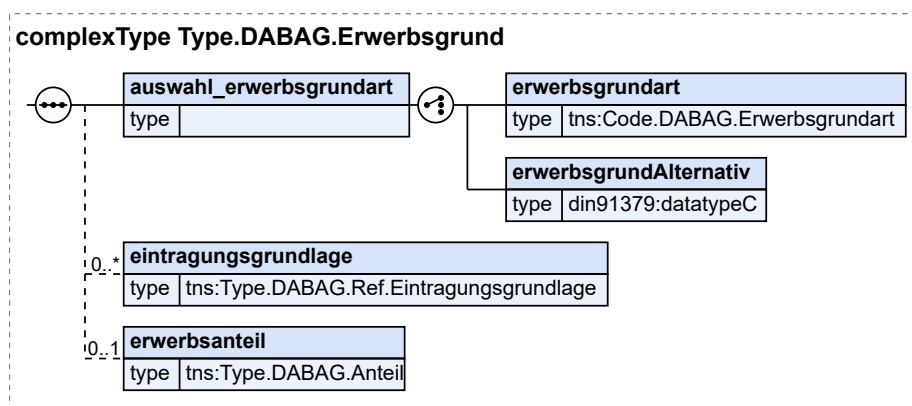 complexType Type.DABAG.Erwerbsgrund
auswahl_erwerbsgrundart
type
erwerbsgrundart
type tns:Code.DABAG.Erwerbsgrundart
erwerbsgrundAlternativ
type din91379:datatypeC
0..* eintragungsgrundlage
type tns:Type.DABAG.Ref.Eintragungsgrundlage
0..1 erwerbsanteil
type tns:Type.DABAG.Anteil